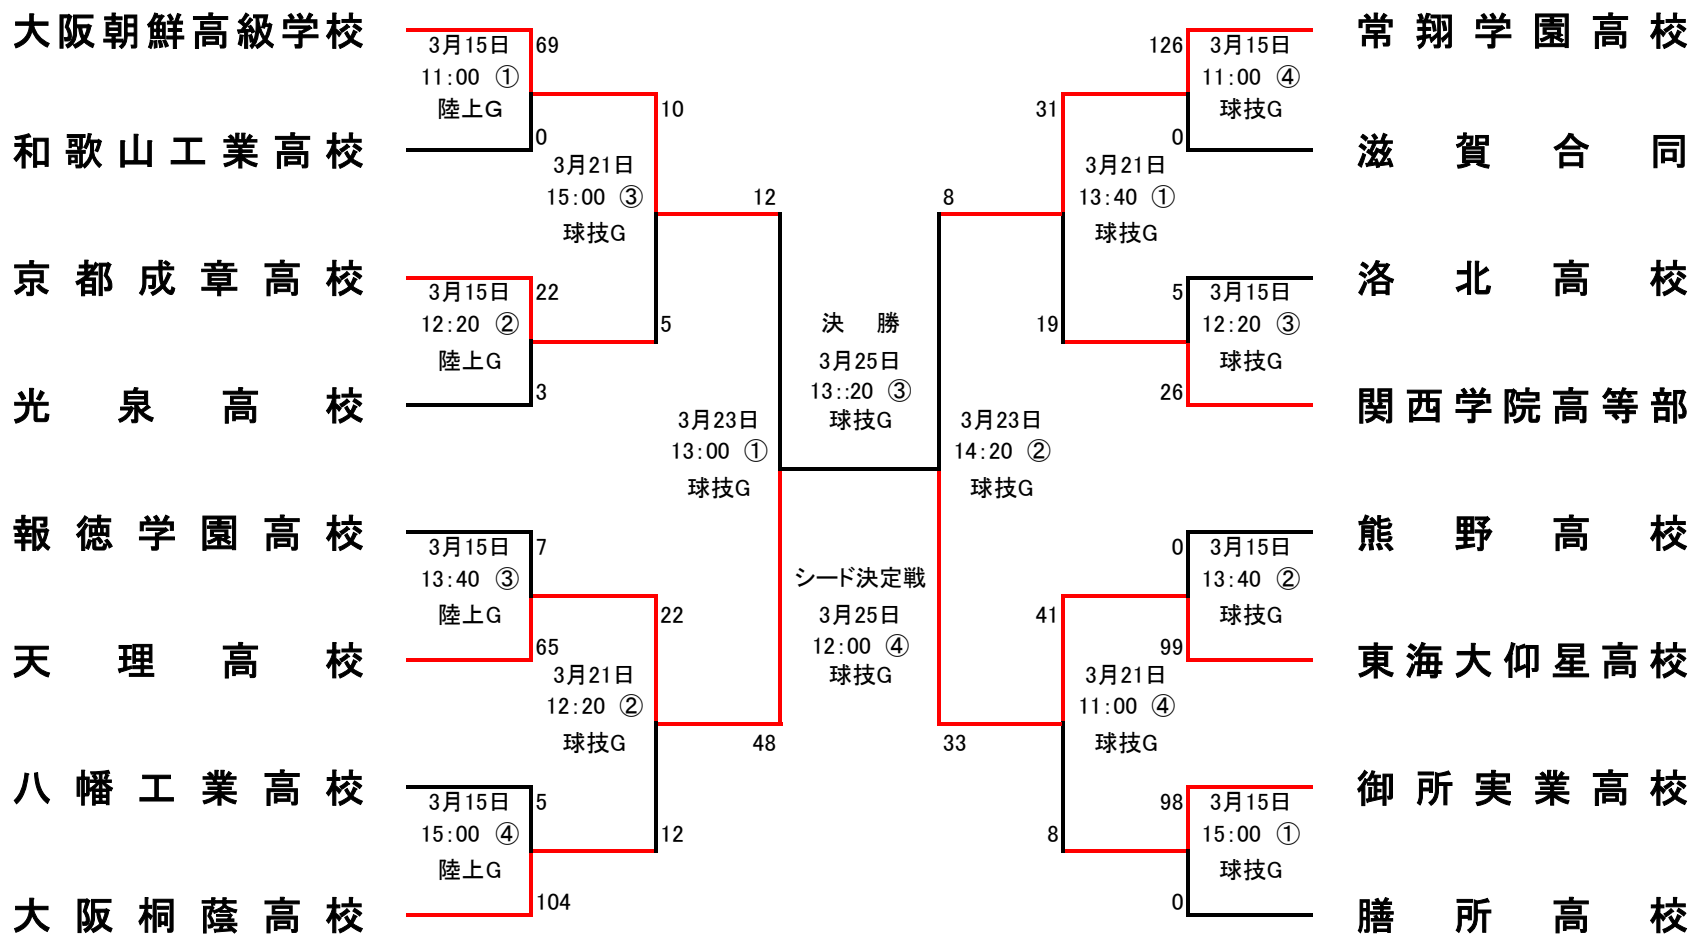 大阪朝鮮高級学校
3月15日
11:00 ①
陸上G
69
0
和歌山工業高校
10
3月21日
15:00 ③
球技G
5
京都成章高校
3月15日
12:20 ②
陸上G
22
3
光泉高校
12
3月23日
13:00 ①
球技G
48
報徳学園高校
3月15日
13:40 ③
陸上G
7
65
天理高校
22
3月21日
12:20 ②
球技G
12
八幡工業高校
3月15日
15:00 ④
陸上G
5
104
大阪桐蔭高校
決 勝
3月25日
13::20 ③
球技G
シード決定戦
3月25日
12:00 ④
球技G
常翔学園高校
126
3月15日
11:00 ④
球技G
0
滋賀合同
31
3月21日
13:40 ①
球技G
19
洛北高校
5
3月15日
12:20 ③
球技G
26
関西学院高等部
8
3月23日
14:20 ②
球技G
33
熊野高校
0
3月15日
13:40 ②
球技G
99
東海大仰星高校
41
3月21日
11:00 ④
球技G
8
御所実業高校
98
3月15日
15:00 ①
球技G
0
膳所高校